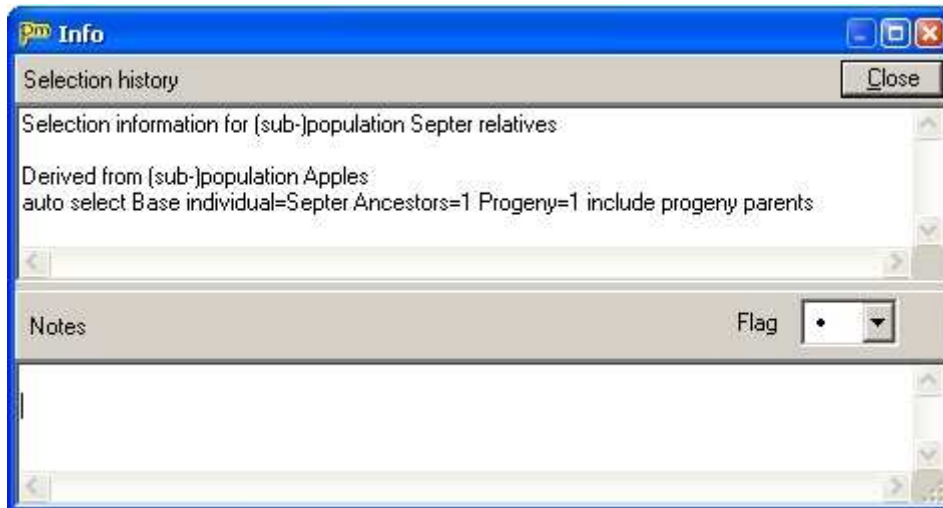 Pm Info
Selection history
Close
Selection information for (sub-)population Septer relatives
Derived from (sub-)population Apples
auto select Base individual=Septer Ancestors=1 Progeny=1 include progeny parents
Notes
Flag